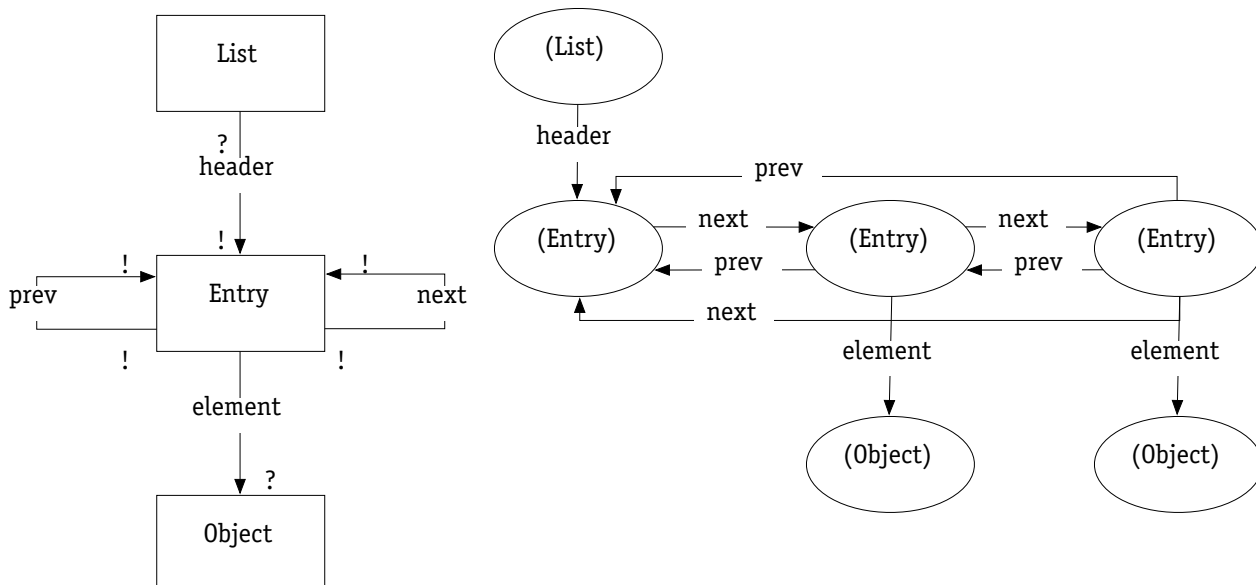 List
?
header
!
! !
prev Entry next
! !
element
?
Object
(List)
header
prev
next next
(Entry) (Entry) (Entry)
prev prev
next
element element
(Object) (Object)